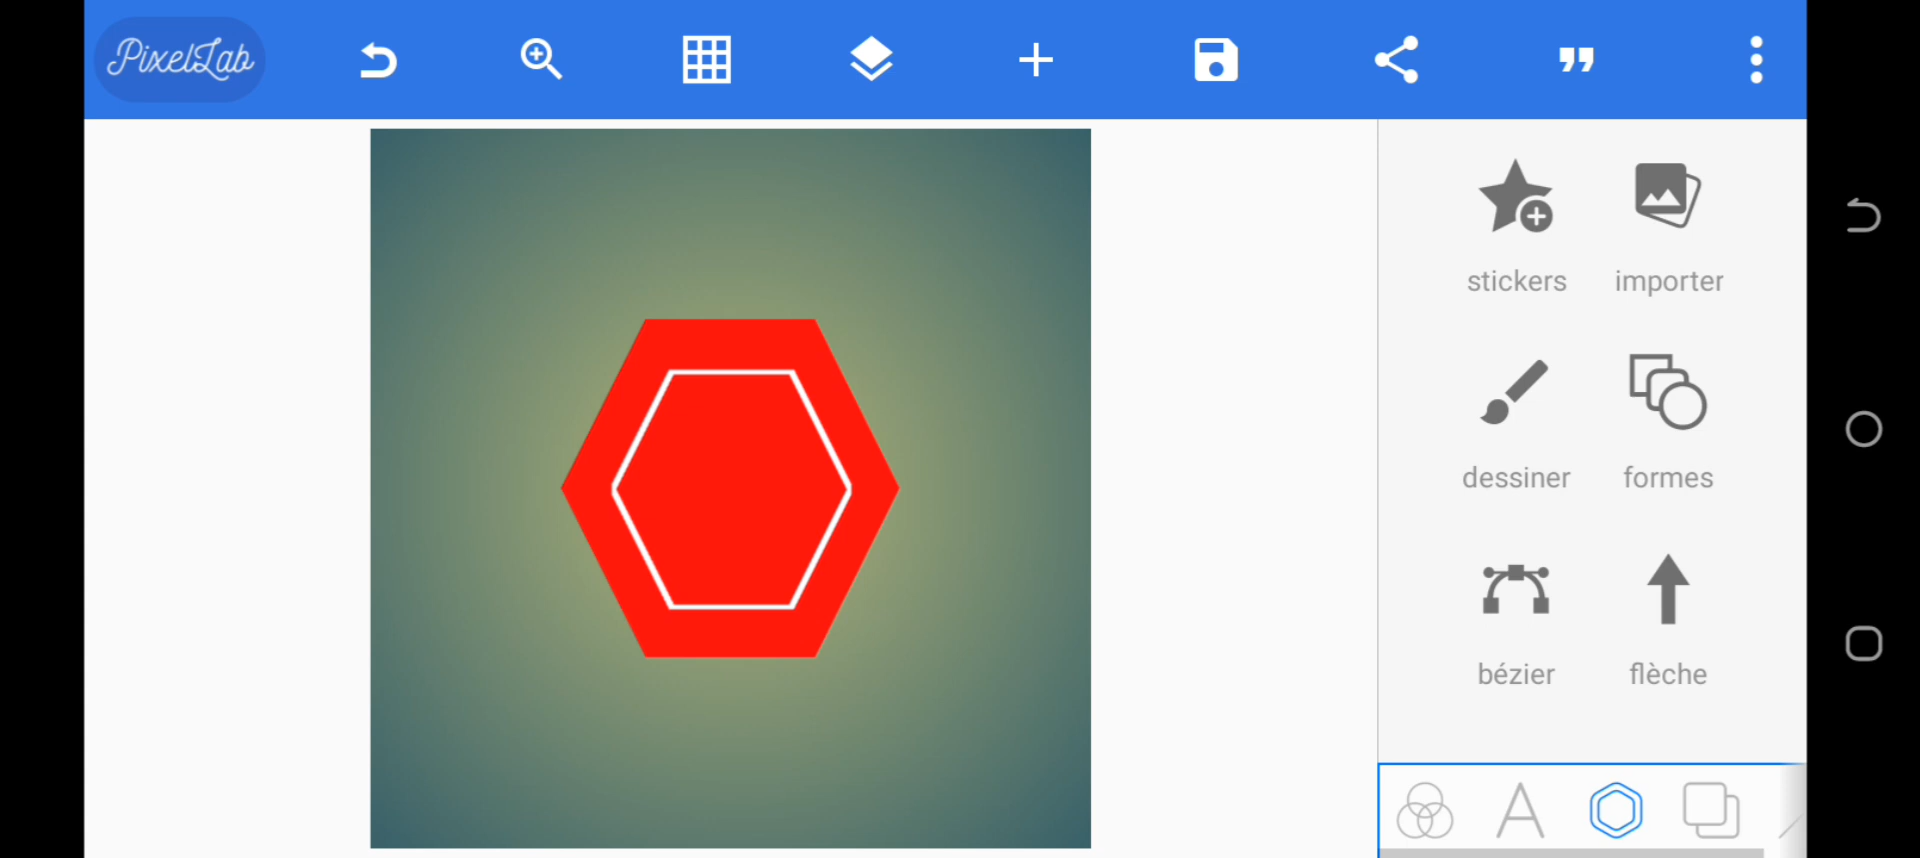 PixelLab
stickers
importer
dessiner
formes
bézier
flèche